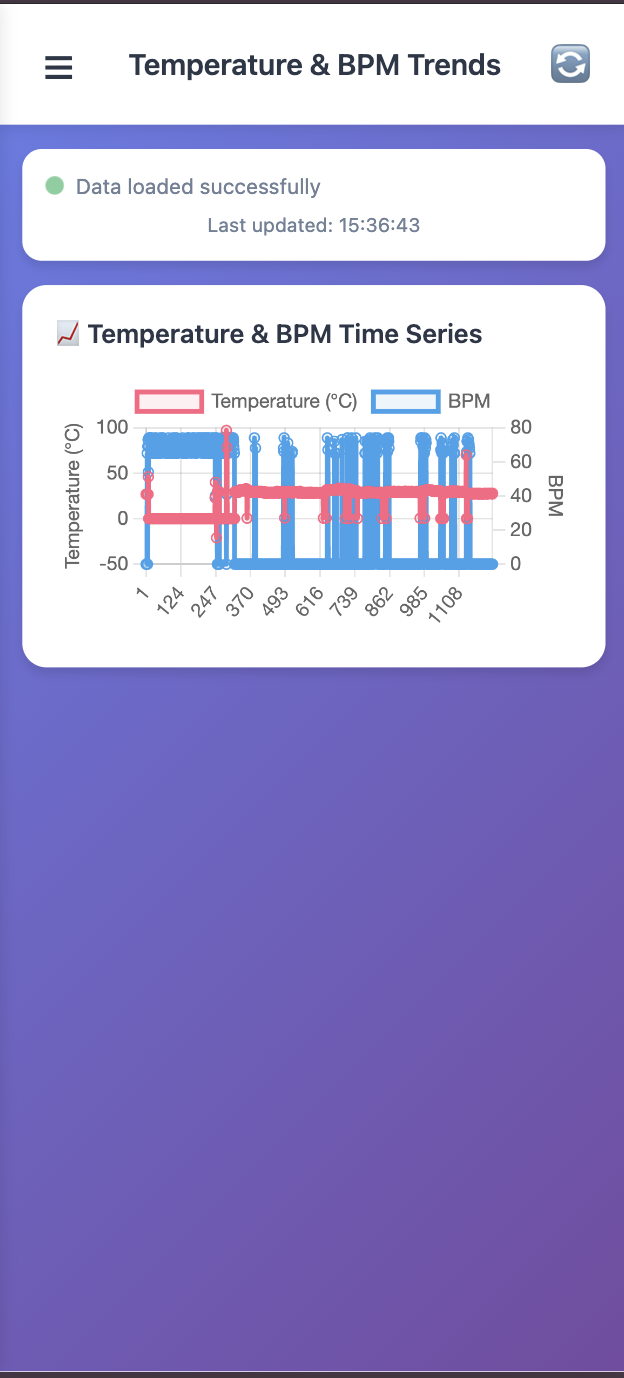 Temperature & BPM Trends
Data loaded successfully
Last updated: 15:36:43
Temperature & BPM Time Series
Temperature (°C) BPM
Temperature (°C)
100
50
0
-50
80
60
40
20
0
BPM
1 124 247 370 493 616 739 862 985 1108